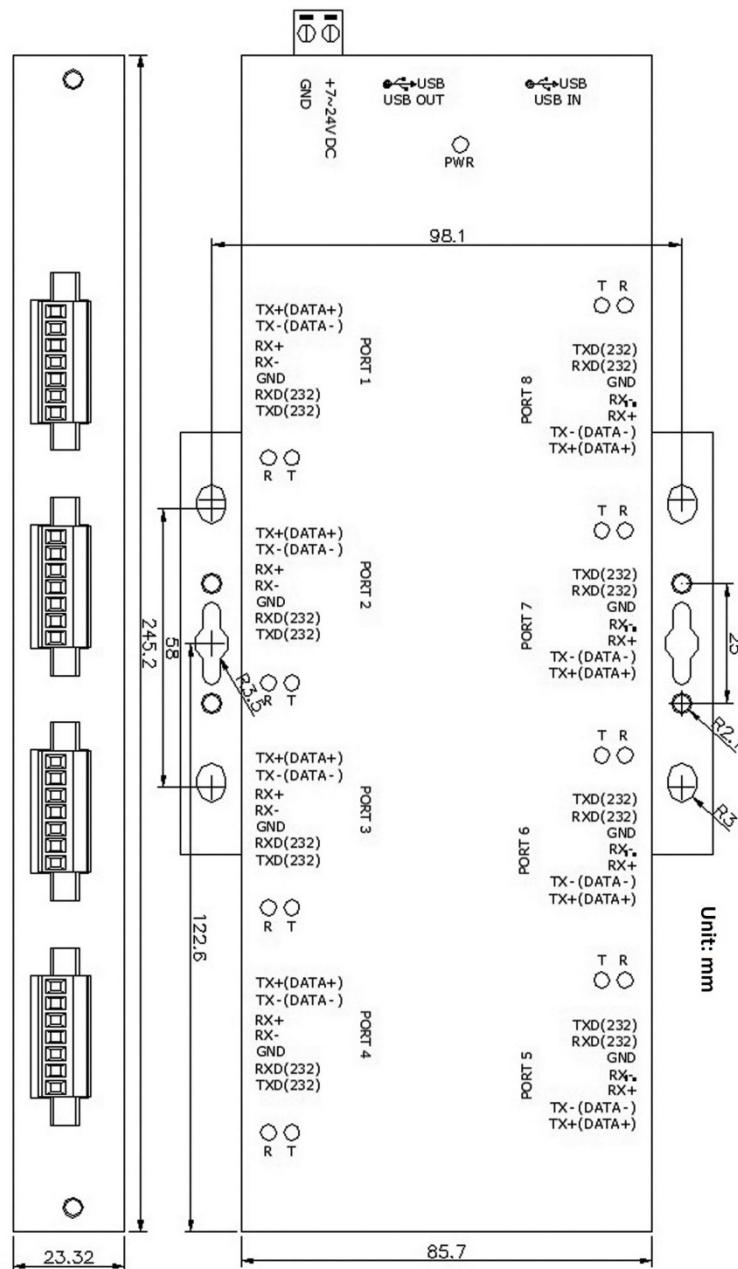 GND
+7~24V DC
USB
USB OUT
USB
USB IN
PWR
98.1
T R
TX+(DATA+)
TX-(DATA-)
RX+
RX-
GND
RXD(232)
TXD(232)
PORT 1
R T
TXD(232)
RXD(232)
GND
RX-
RX+
TX-(DATA-)
TX+(DATA+)
PORT 8
T R
TX+(DATA+)
TX-(DATA-)
RX+
RX-
GND
RXD(232)
TXD(232)
PORT 2
R T
TXD(232)
RXD(232)
GND
RX-
RX+
TX-(DATA-)
TX+(DATA+)
PORT 7
T R
245.2
58
R3.5
25
R3
TX+(DATA+)
TX-(DATA-)
RX+
RX-
GND
RXD(232)
TXD(232)
PORT 3
R T
TXD(232)
RXD(232)
GND
RX-
RX+
TX-(DATA-)
TX+(DATA+)
PORT 6
T R
122.6
Unit: mm
TX+(DATA+)
TX-(DATA-)
RX+
RX-
GND
RXD(232)
TXD(232)
PORT 4
R T
TXD(232)
RXD(232)
GND
RX-
RX+
TX-(DATA-)
TX+(DATA+)
PORT 5
23.32
85.7